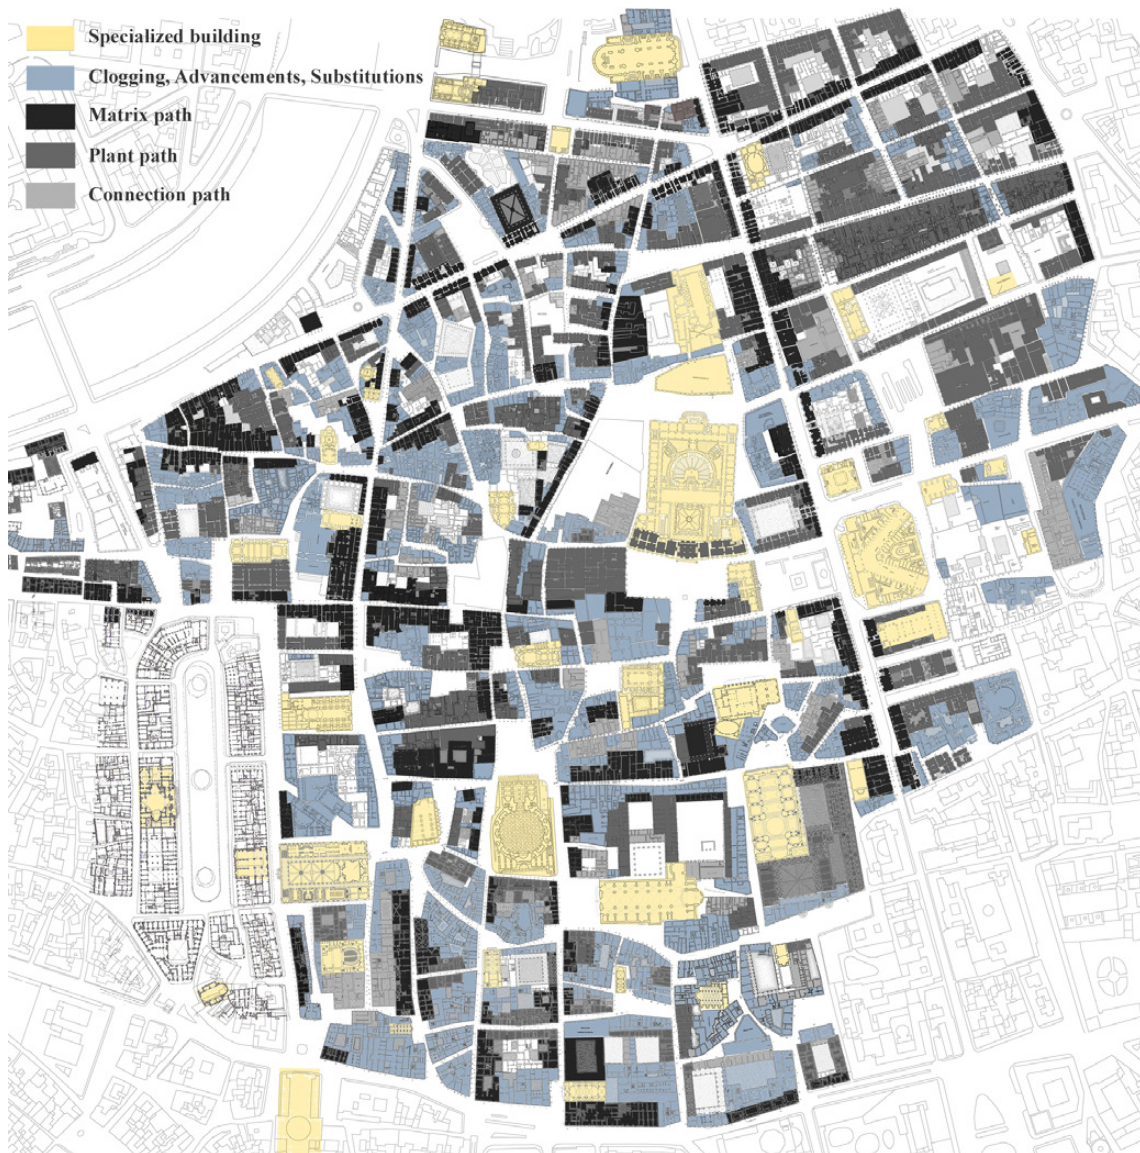 Specialized building
Clogging, Advancements, Substitutions
Matrix path
Plant path
Connection path